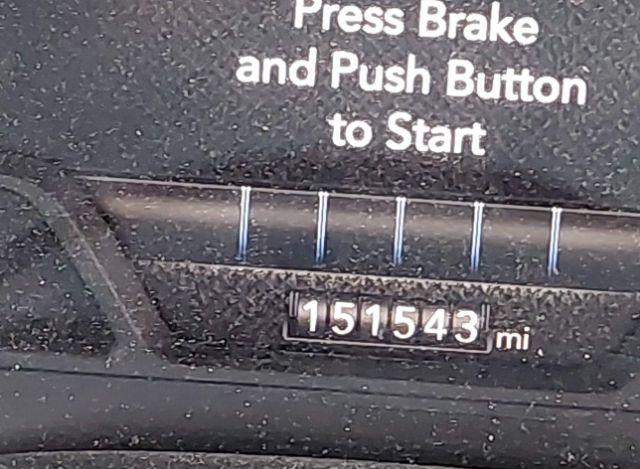 Press Brake
and Push Button
to Start
151543 mi